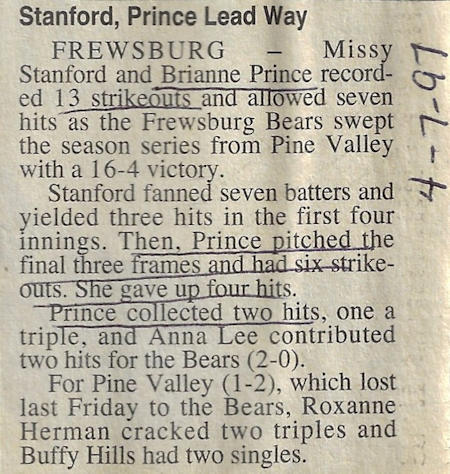 Stanford, Prince Lead Way
FREWSBURG – Missy
Stanford and Brianne Prince record-
ed 13 strikeouts and allowed seven
hits as the Frewsburg Bears swept
the season series from Pine Valley
with a 16-4 victory.
Stanford fanned seven batters and
yielded three hits in the first four
innings. Then, Prince pitched the
final three frames and had six strike-
outs. She gave up four hits.
Prince collected two hits, one a
triple, and Anna Lee contributed
two hits for the Bears (2-0).
For Pine Valley (1-2), which lost
last Friday to the Bears, Roxanne
Herman cracked two triples and
Buffy Hills had two singles.
4-7-97